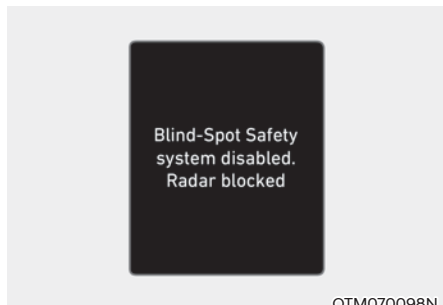 Blind-Spot Safety
system disabled.
Radar blocked
OTM070098N